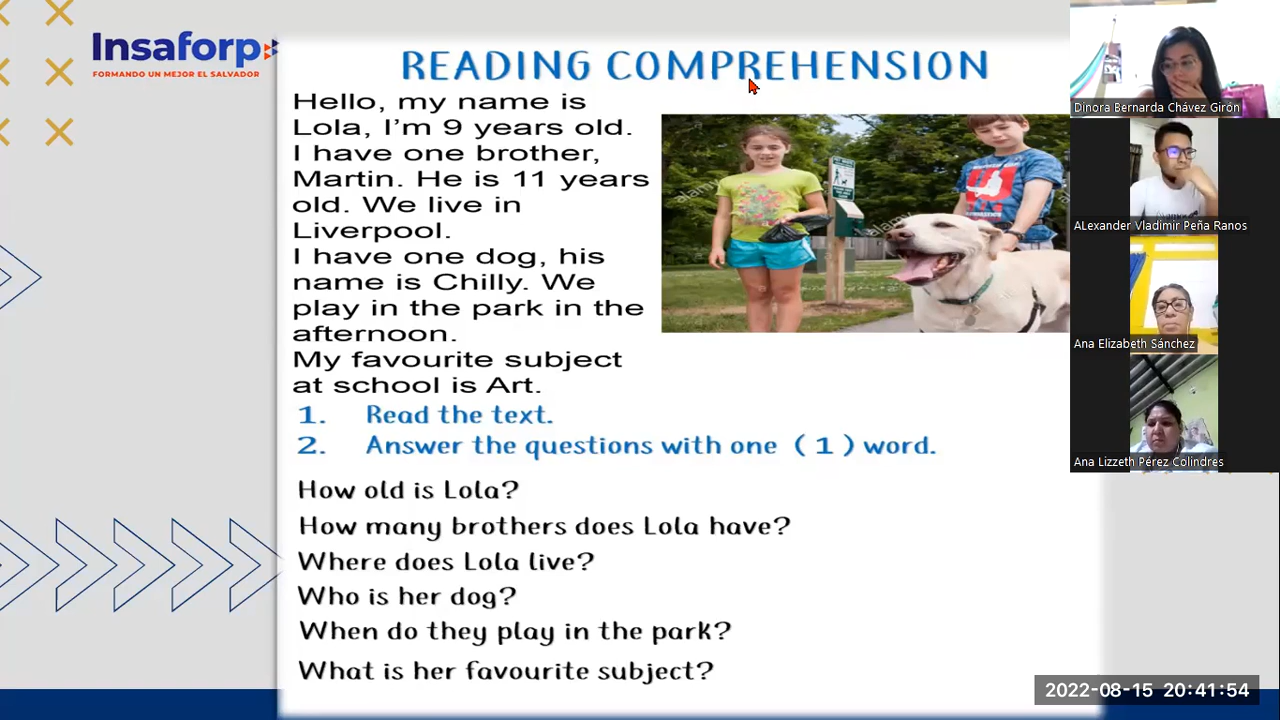 Insaforp
FORMANDO UN MEJOR EL SALVADOR
READING COMPREHENSION
Hello, my name is
Lola, I'm 9 years old.
I have one brother,
Martin. He is 11 years
old. We live in
Liverpool.
I have one dog, his
name is Chilly. We
play in the park in the
afternoon.
My favourite subject
at school is Art.
1. Read the text.
2. Answer the questions with one ( 1 ) word.
How old is Lola?
How many brothers does Lola have?
Where does Lola live?
Who is her dog?
When do they play in the park?
What is her favourite subject?
alamy
alamy
Dinora Bernarda Chávez Girón
ALexander Vladimir Peña Ranos
Ana Elizabeth Sánchez
Ana Lizzeth Pérez Colindres
2022-08-15 20:41:54